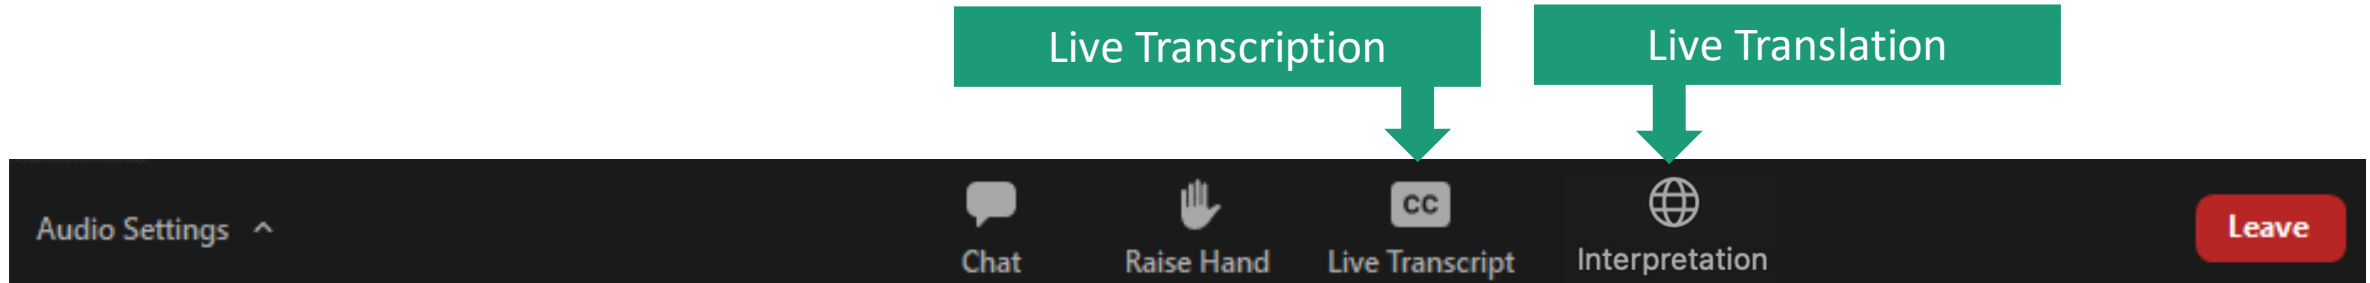 Live Transcription
Live Translation
Audio Settings
CC
Chat
Raise Hand
Live Transcript
Interpretation
Leave